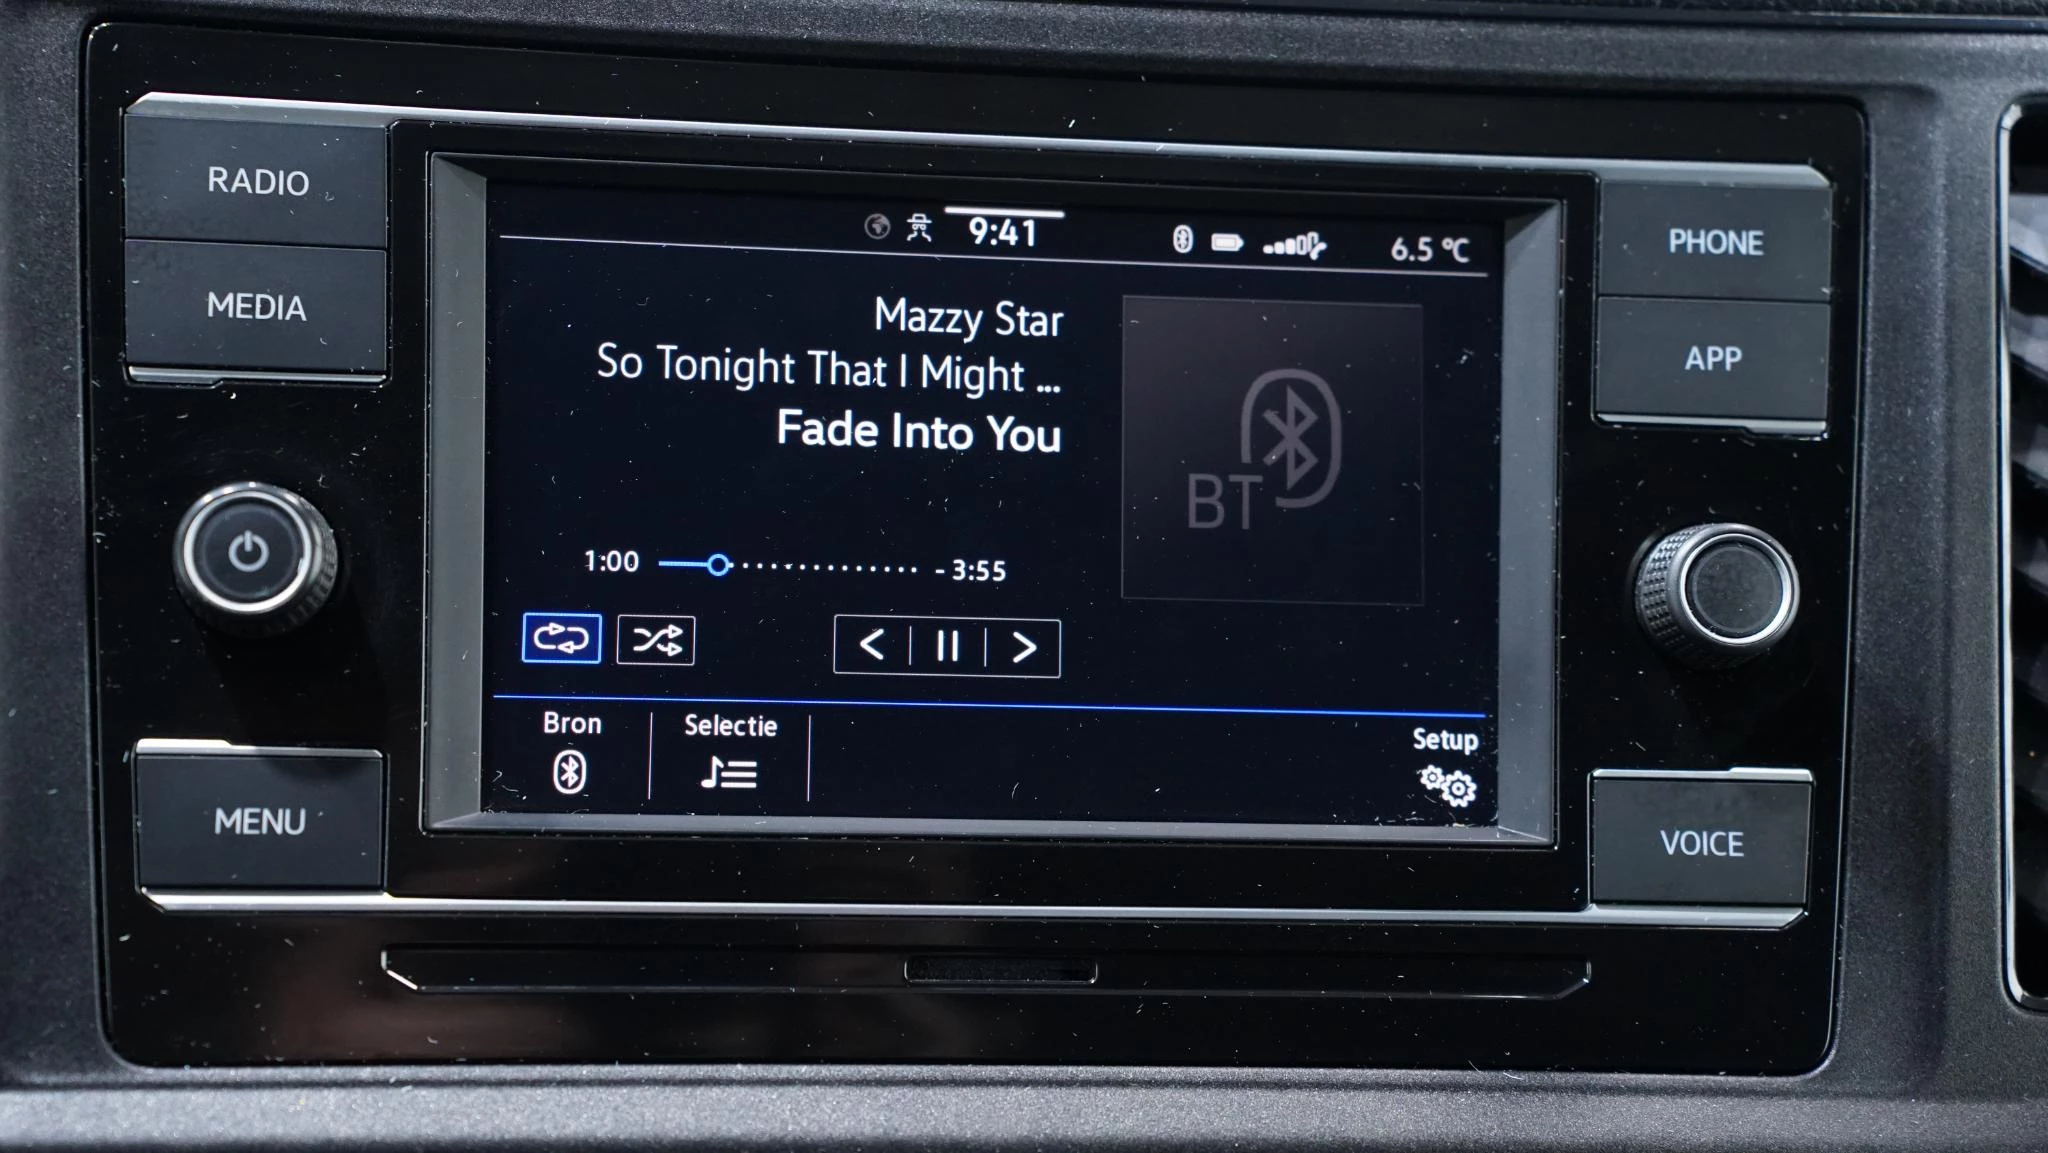 RADIO
MEDIA
MENU
9:41
6.5 °C
Mazzy Star
So Tonight That I Might ...
Fade Into You
BT
1:00
- 3:55
Bron
Selectie
Setup
PHONE
APP
VOICE